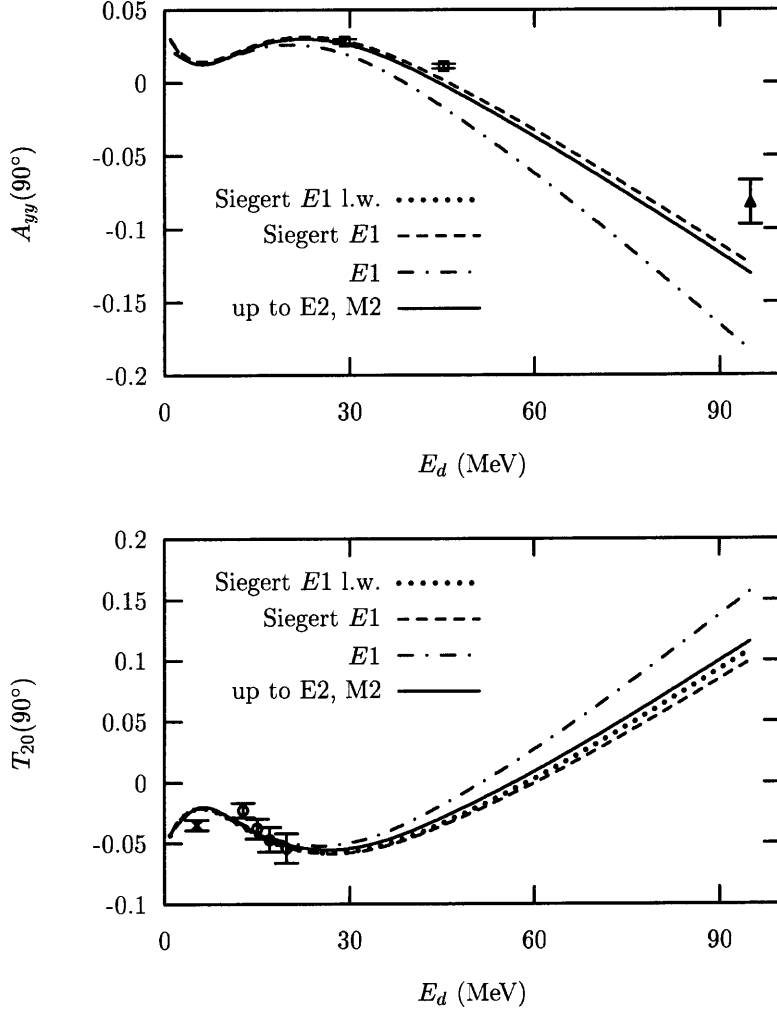 0.05
0
-0.05
-0.1
-0.15
-0.2
A_yy(90°)
Siegert E1 l.w.
Siegert E1
E1
up to E2, M2
0 30 60 90
E_d (MeV)
0.2
0.15
0.1
0.05
0
-0.05
-0.1
T_20(90°)
Siegert E1 l.w.
Siegert E1
E1
up to E2, M2
0 30 60 90
E_d (MeV)